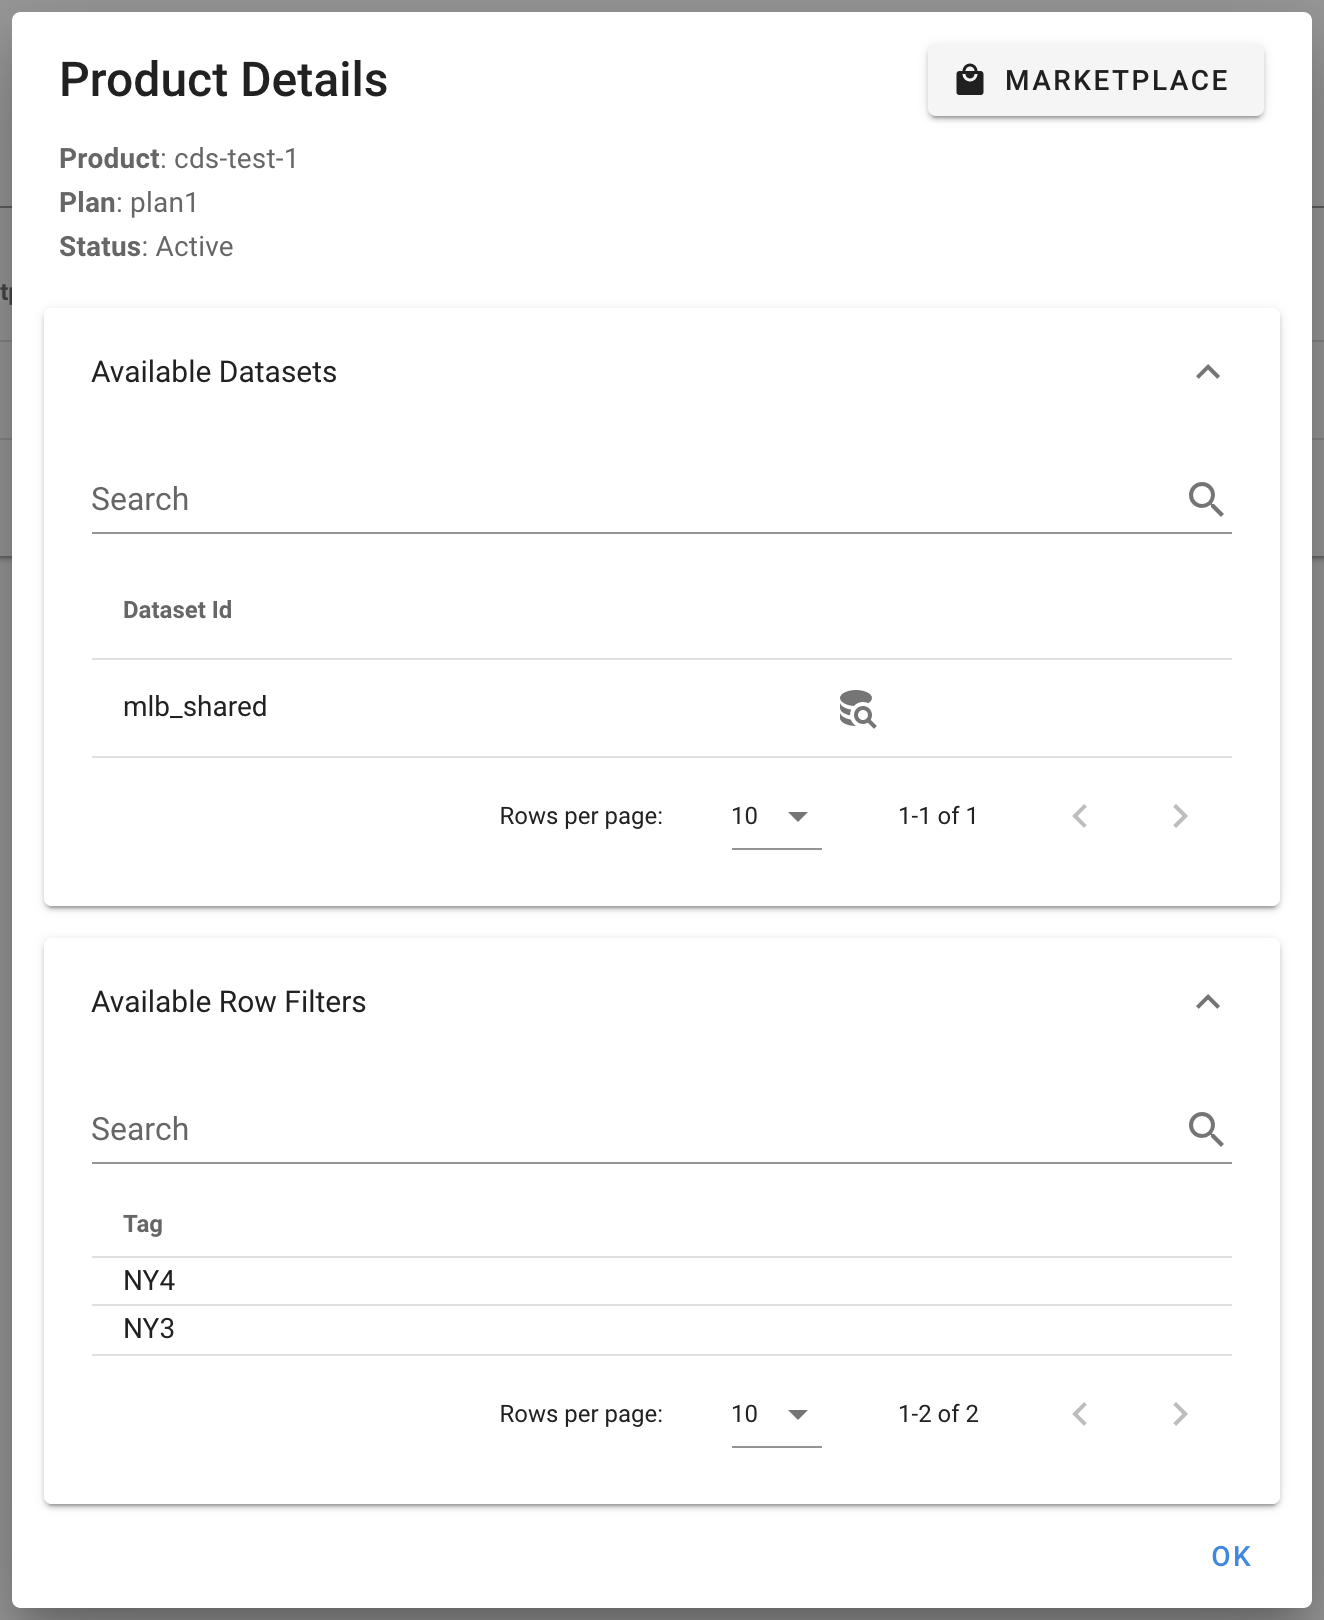 Product Details
MARKETPLACE
Product: cds-test-1
Plan: plan1
Status: Active
Available Datasets
Search
Dataset Id
mlb_shared
Rows per page: 10 1-1 of 1
Available Row Filters
Search
Tag
NY4
NY3
Rows per page: 10 1-2 of 2
OK